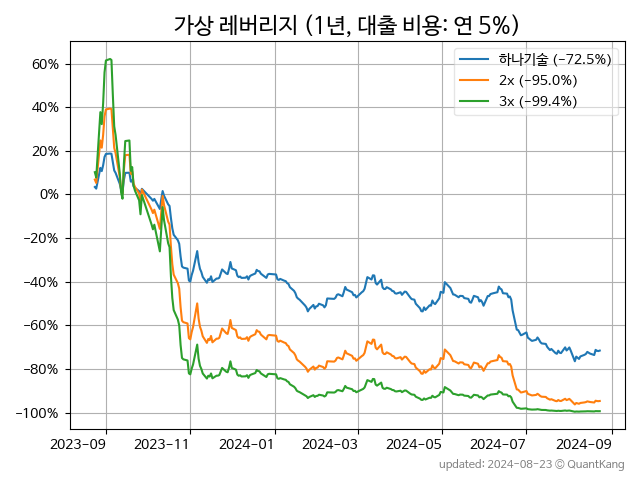 가상 레버리지 (1년, 대출 비용: 연 5%)
하나기술 (-72.5%)
2x (-95.0%)
3x (-99.4%)
60%
40%
20%
0%
-20%
-40%
-60%
-80%
-100%
2023-09 2023-11 2024-01 2024-03 2024-05 2024-07 2024-09
updated: 2024-08-23 ⓒ QuantKang